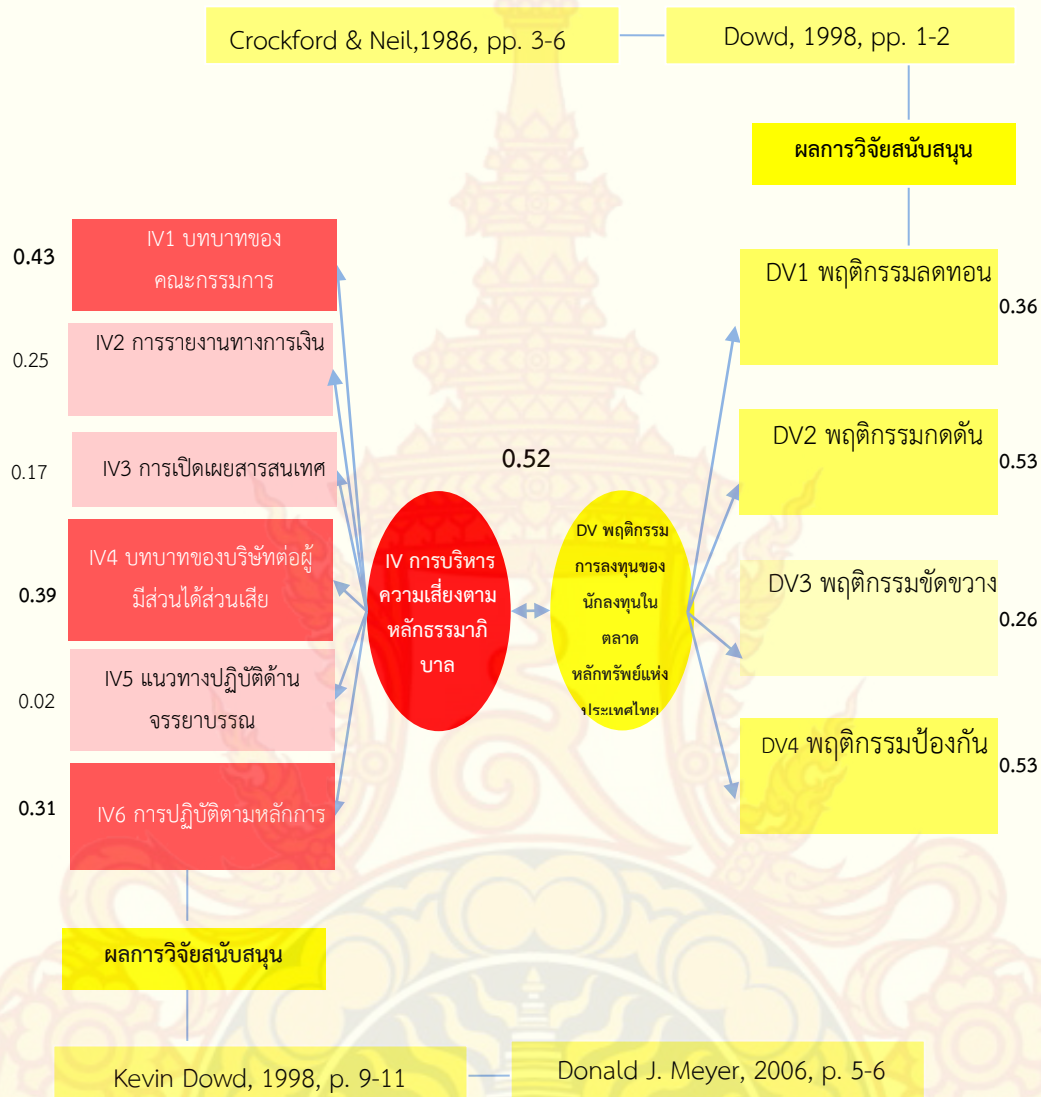 Crockford & Neil,1986, pp. 3-6
Dowd, 1998, pp. 1-2
ผลการวิจัยสนับสนุน
0.43
IV1 บทบาทของ
คณะกรรมการ
0.25
IV2 การรายงานทางการเงิน
0.17
IV3 การเปิดเผยสารสนเทศ
0.39
IV4 บทบาทของบริษัทต่อผู้
มีส่วนได้ส่วนเสีย
0.02
IV5 แนวทางปฏิบัติด้าน
จรรยาบรรณ
0.31
IV6 การปฏิบัติตามหลักการ
IV การบริหาร
ความเสี่ยงตาม
หลักธรรมาภิ
บาล
0.52
DV พฤติกรรม
การลงทุนของ
นักลงทุนใน
ตลาด
หลักทรัพย์แห่ง
ประเทศไทย
DV1 พฤติกรรมลดทอน
0.36
DV2 พฤติกรรมกดดัน
0.53
DV3 พฤติกรรมขัดขวาง
0.26
DV4 พฤติกรรมป้องกัน
0.53
ผลการวิจัยสนับสนุน
Kevin Dowd, 1998, p. 9-11
Donald J. Meyer, 2006, p. 5-6